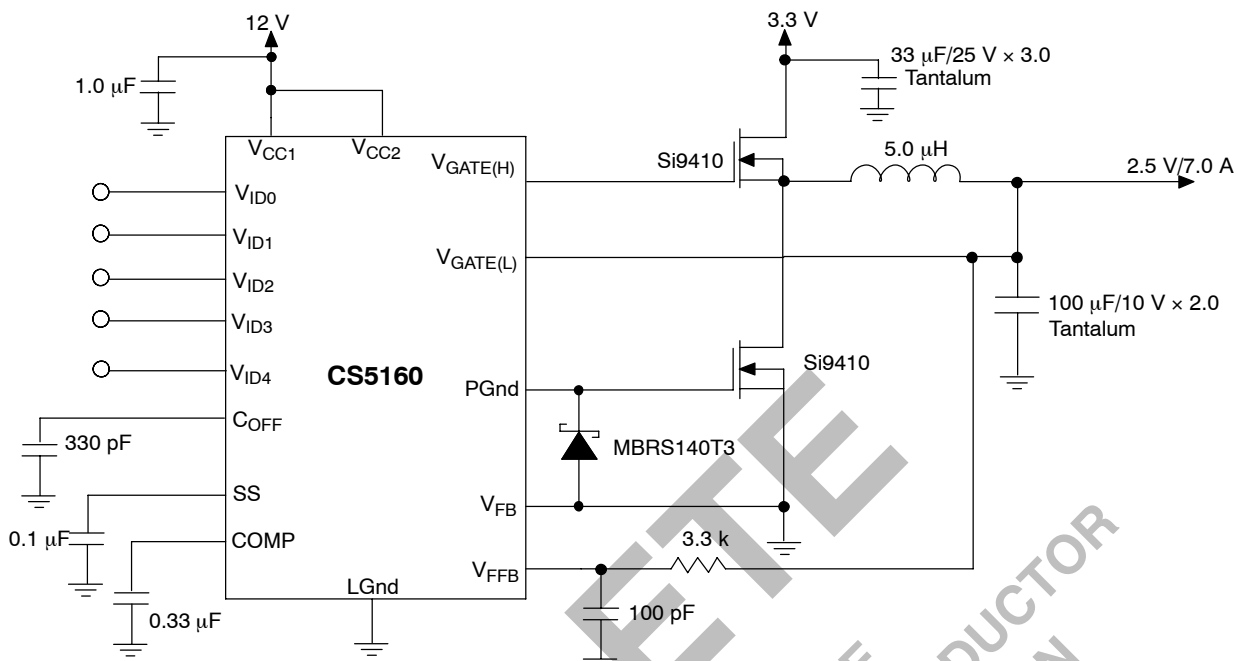 12 V
3.3 V
1.0 μF
33 μF/25 V × 3.0
Tantalum
VCC1
VCC2
VGATE(H)
Si9410
5.0 μH
2.5 V/7.0 A
VID0
VID1
VGATE(L)
VID2
VID3
100 μF/10 V × 2.0
Tantalum
VID4
CS5160
PGnd
Si9410
COFF
330 pF
MBRS140T3
SS
VFB
0.1 μF
COMP
3.3 k
VFFB
LGnd
0.33 μF
100 pF
ETE
DUCTOR